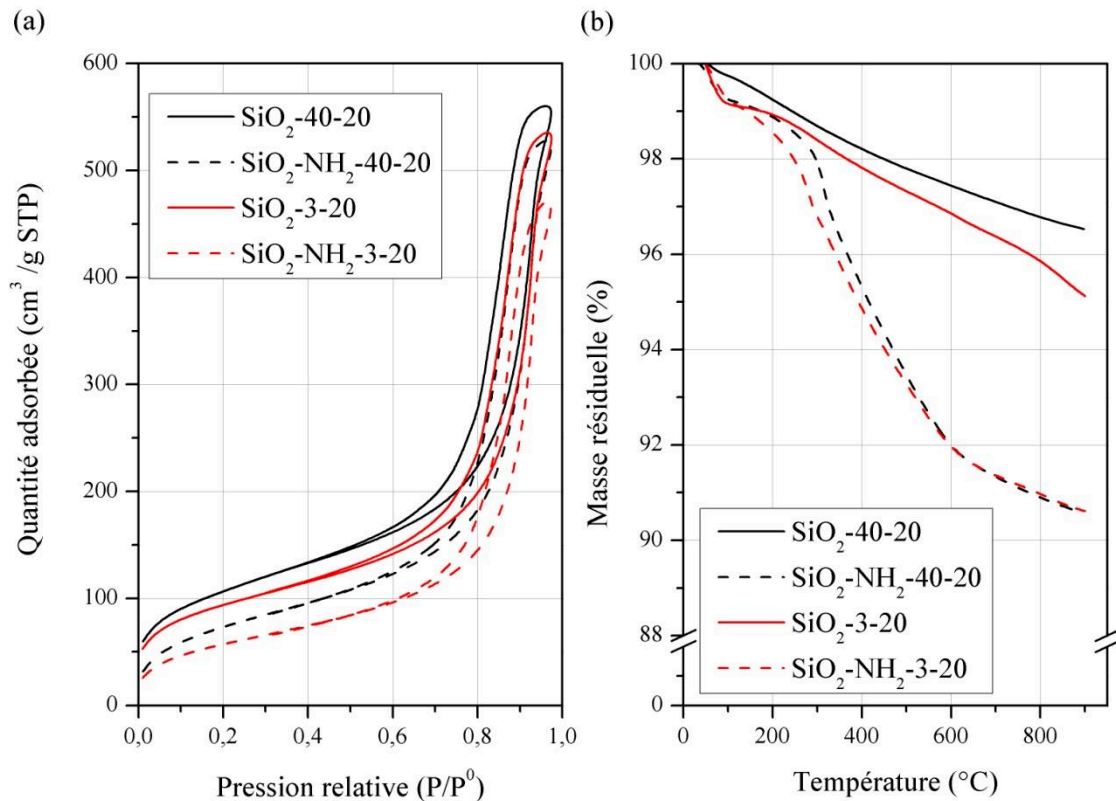 (a)
600
500
400
300
200
100
0
0,0 0,2 0,4 0,6 0,8 1,0
Quantité adsorbée (cm³ /g STP)
Pression relative (P/P⁰)
SiO₂-40-20
SiO₂-NH₂-40-20
SiO₂-3-20
SiO₂-NH₂-3-20
(b)
100
98
96
94
92
90
88
0
0 200 400 600 800
Masse résiduelle (%)
Température (°C)
SiO₂-40-20
SiO₂-NH₂-40-20
SiO₂-3-20
SiO₂-NH₂-3-20